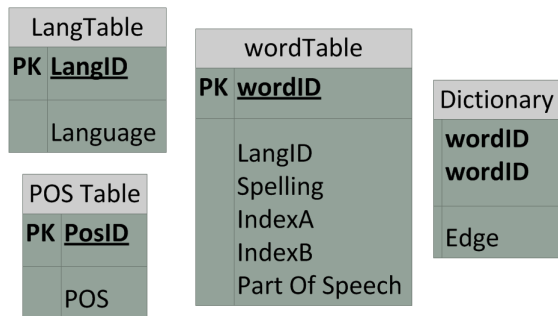 LangTable
PK LangID
Language
POS Table
PK PosID
POS
wordTable
PK wordID
LangID
Spelling
IndexA
IndexB
Part Of Speech
Dictionary
wordID
wordID
Edge